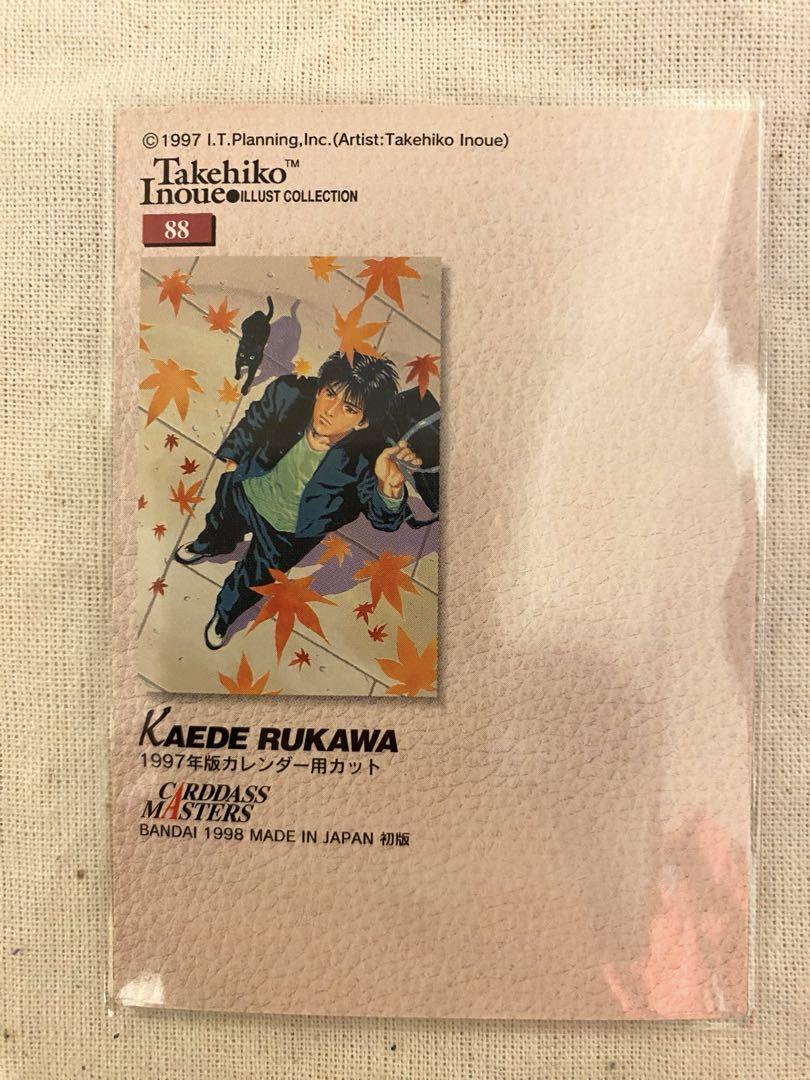 ©1997 I.T.Planning,Inc.(Artist:Takehiko Inoue)
Takehiko™
Inoue●ILLUST COLLECTION
88
KAEDE RUKAWA
1997年版カレンダー用カット
CARDDASS
MASTERS
BANDAI 1998 MADE IN JAPAN 初版